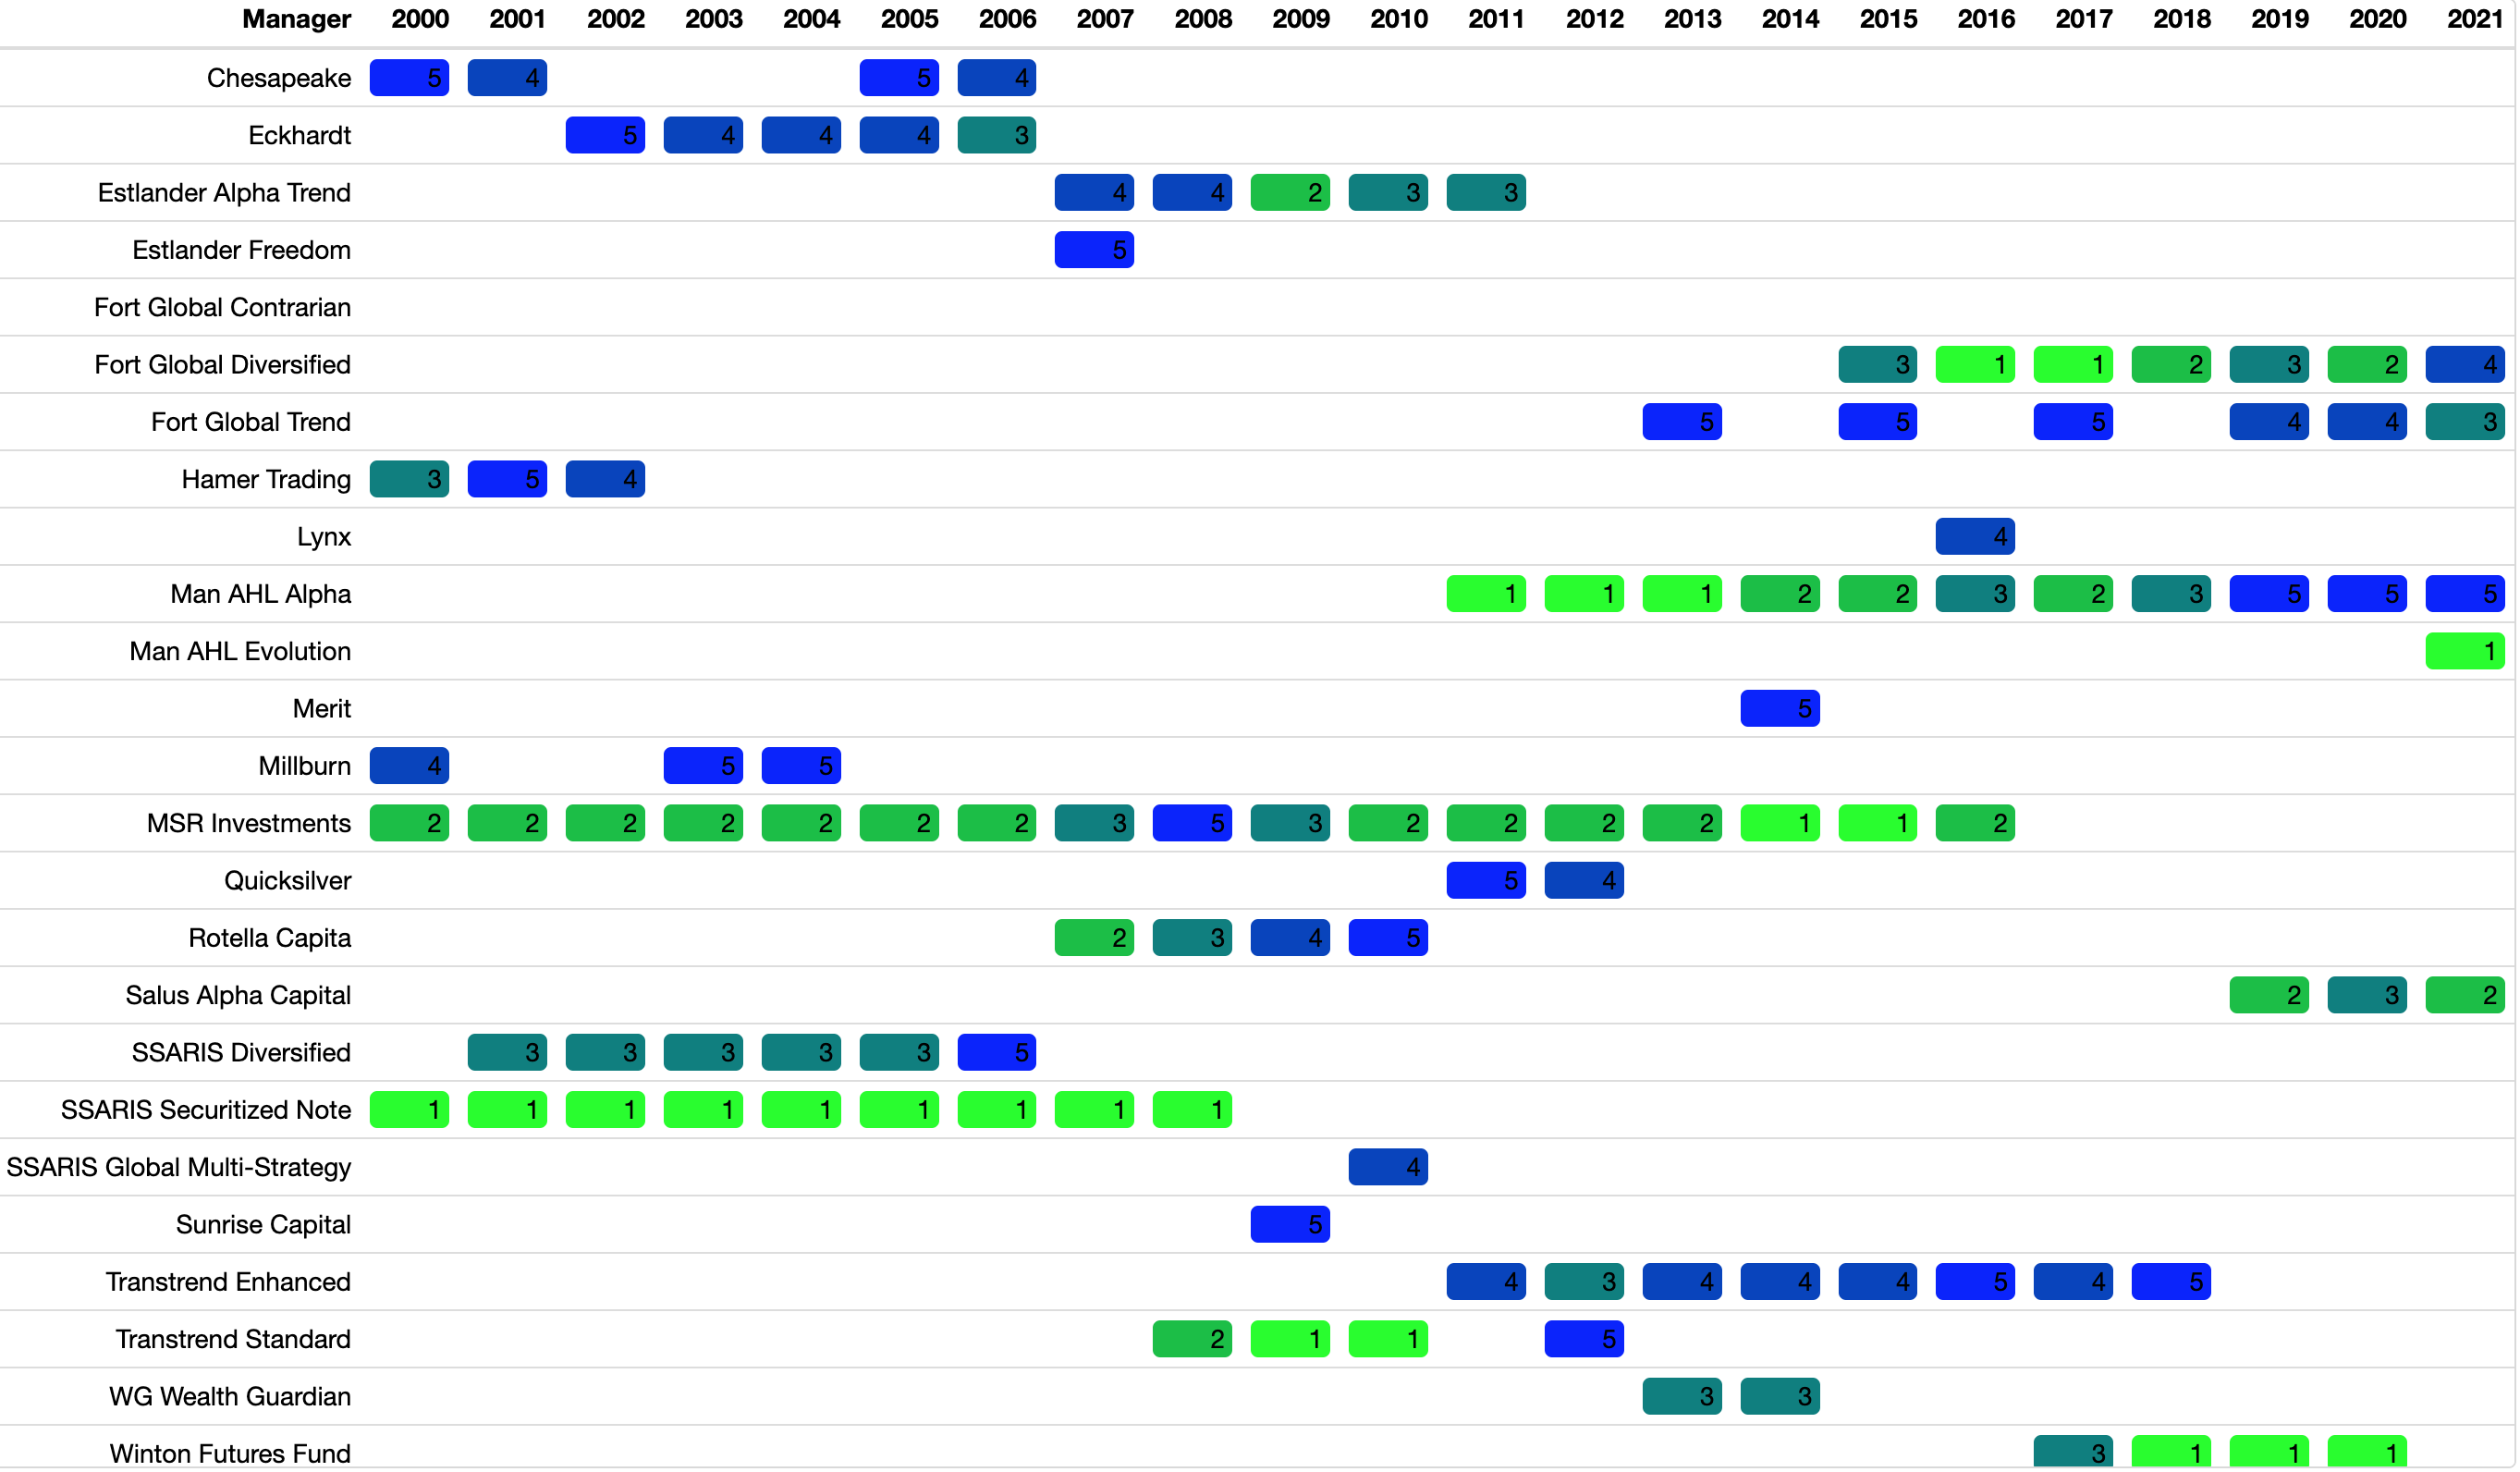 Manager 2000 2001 2002 2003 2004 2005 2006 2007 2008 2009 2010 2011 2012 2013 2014 2015 2016 2017 2018 2019 2020 2021
Chesapeake 5 4 5 4
Eckhardt 5 4 4 4 3
Estlander Alpha Trend 4 4 2 3 3
Estlander Freedom 5
Fort Global Contrarian
Fort Global Diversified 3 1 1 2 3 2 4
Fort Global Trend 5 5 5 4 4 3
Hamer Trading 3 5 4
Lynx 4
Man AHL Alpha 1 1 1 2 2 3 2 3 5 5 5
Man AHL Evolution 1
Merit 5
Millburn 4 5 5
MSR Investments 2 2 2 2 2 2 2 3 5 3 2 2 2 2 1 1 2
Quicksilver 5 4
Rotella Capita 2 3 4 5
Salus Alpha Capital 2 3 2
SSARIS Diversified 3 3 3 3 3 5
SSARIS Securitized Note 1 1 1 1 1 1 1 1 1
SSARIS Global Multi-Strategy 4
Sunrise Capital 5
Transtrend Enhanced 4 3 4 4 4 5 4 5
Transtrend Standard 2 1 1 5
WG Wealth Guardian 3 3
Winton Futures Fund 3 1 1 1